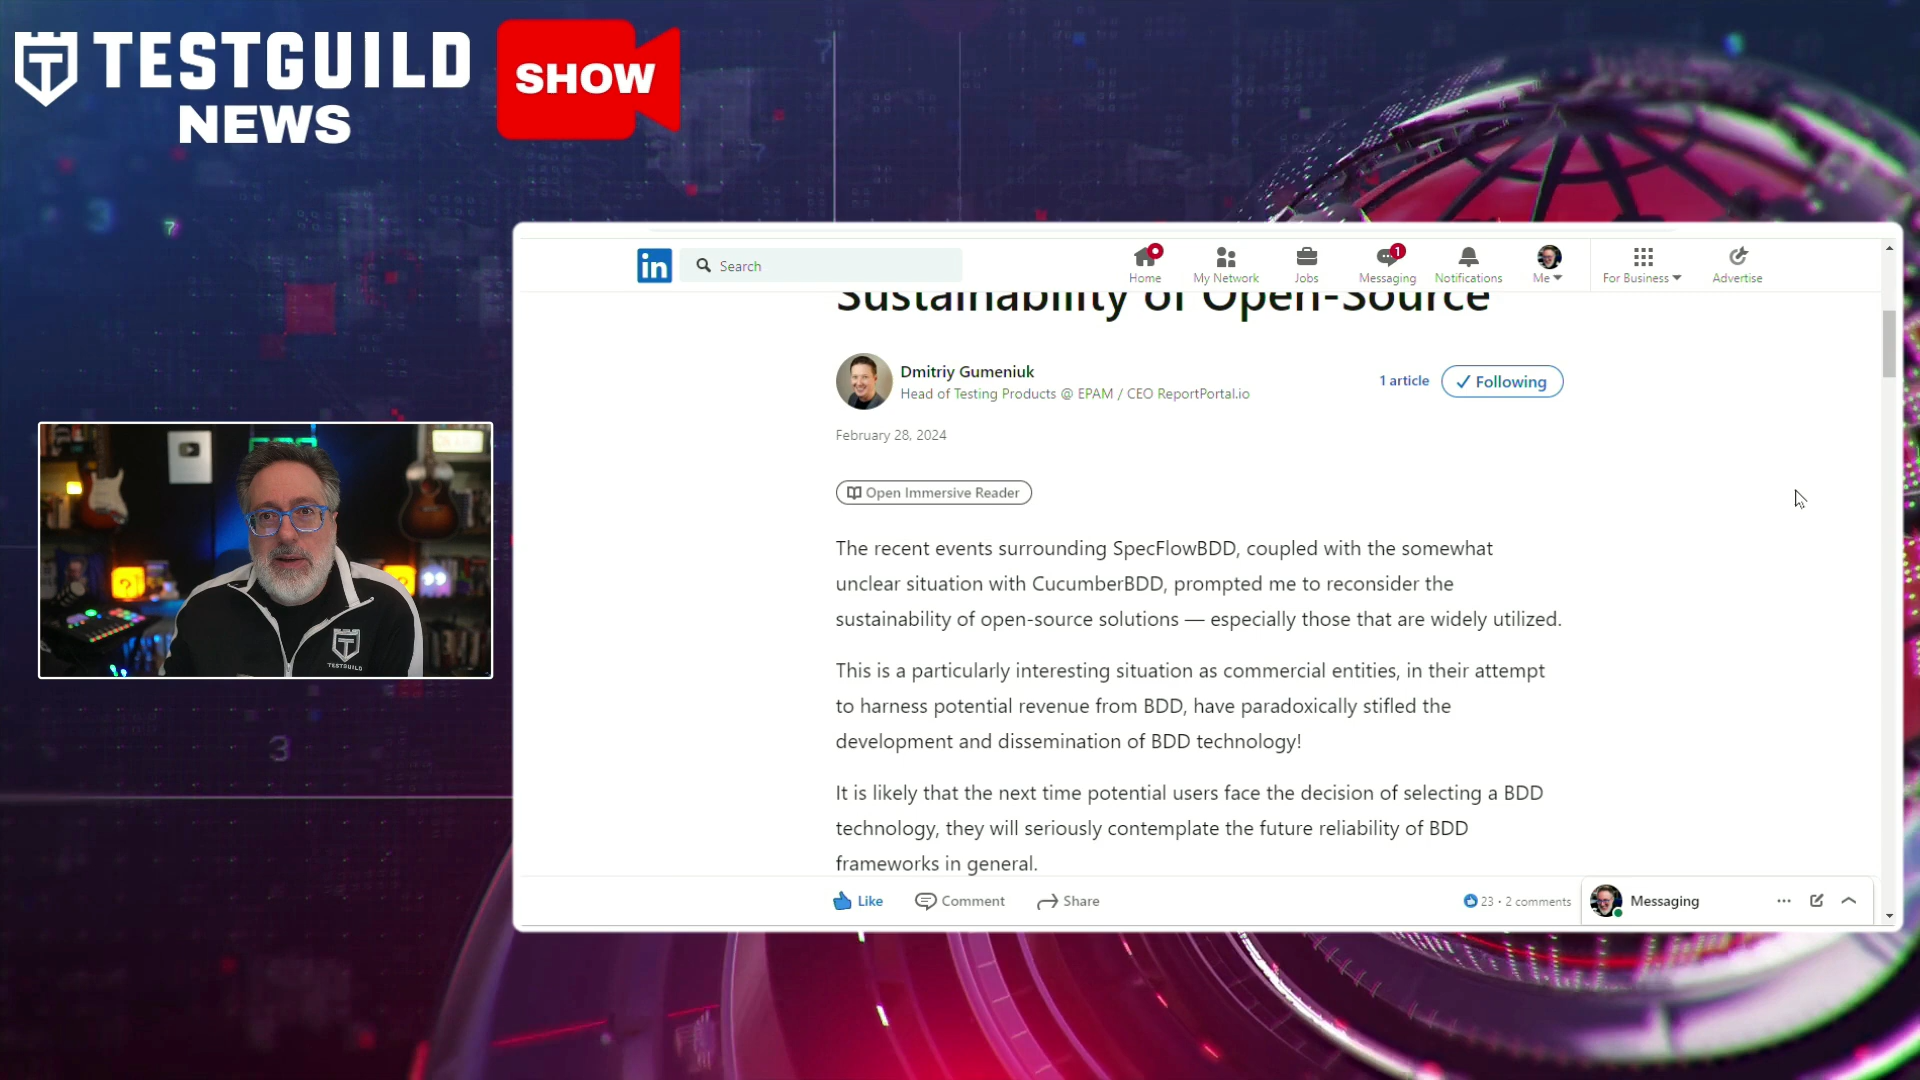 TESTGUILD
NEWS
SHOW
in
Search
Home
My Network
Jobs
1
Messaging
Notifications
Me
For Business
Advertise
Sustainability of Open-Source
Dmitriy Gumeniuk
Head of Testing Products @ EPAM / CEO ReportPortal.io
1 article
Following
February 28, 2024
Open Immersive Reader
The recent events surrounding SpecFlowBDD, coupled with the somewhat
unclear situation with CucumberBDD, prompted me to reconsider the
sustainability of open-source solutions — especially those that are widely utilized.
This is a particularly interesting situation as commercial entities, in their attempt
to harness potential revenue from BDD, have paradoxically stifled the
development and dissemination of BDD technology!
It is likely that the next time potential users face the decision of selecting a BDD
technology, they will seriously contemplate the future reliability of BDD
frameworks in general.
Like
Comment
Share
23 • 2 comments
Messaging
TESTGUILD
3
7
3